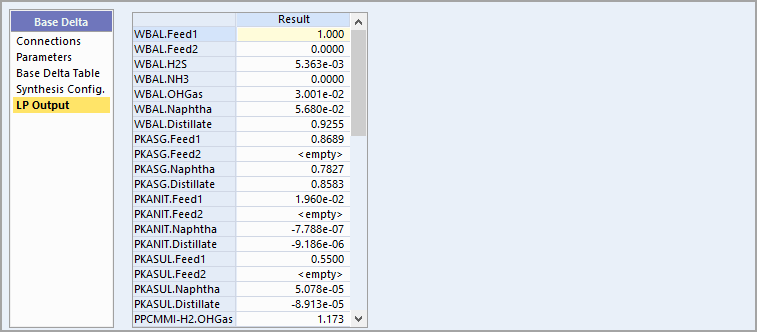 Base Delta
Connections
Parameters
Base Delta Table
Synthesis Config.
LP Output
Result
WBAL.Feed1 1.000
WBAL.Feed2 0.0000
WBAL.H2S 5.363e-03
WBAL.NH3 0.0000
WBAL.OHGas 3.001e-02
WBAL.Naphtha 5.680e-02
WBAL.Distillate 0.9255
PKASG.Feed1 0.8689
PKASG.Feed2 <empty>
PKASG.Naphtha 0.7827
PKASG.Distillate 0.8583
PKANIT.Feed1 1.960e-02
PKANIT.Feed2 <empty>
PKANIT.Naphtha -7.788e-07
PKANIT.Distillate -9.186e-06
PKASUL.Feed1 0.5500
PKASUL.Feed2 <empty>
PKASUL.Naphtha 5.078e-05
PKASUL.Distillate -8.913e-05
PPCMMI-H2.OHGas 1.173